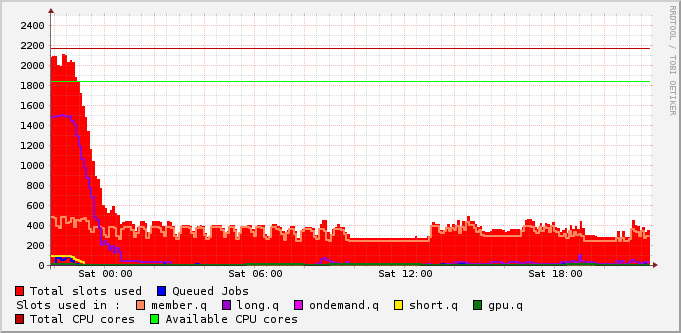 RRDTOOL / TOBI OETIKER
2400
2200
2000
1800
1600
1400
1200
1000
800
600
400
200
0
Sat 00:00 Sat 06:00 Sat 12:00 Sat 18:00
Total slots used Queued Jobs
Slots used in : member.q long.q ondemand.q short.q gpu.q
Total CPU cores Available CPU cores